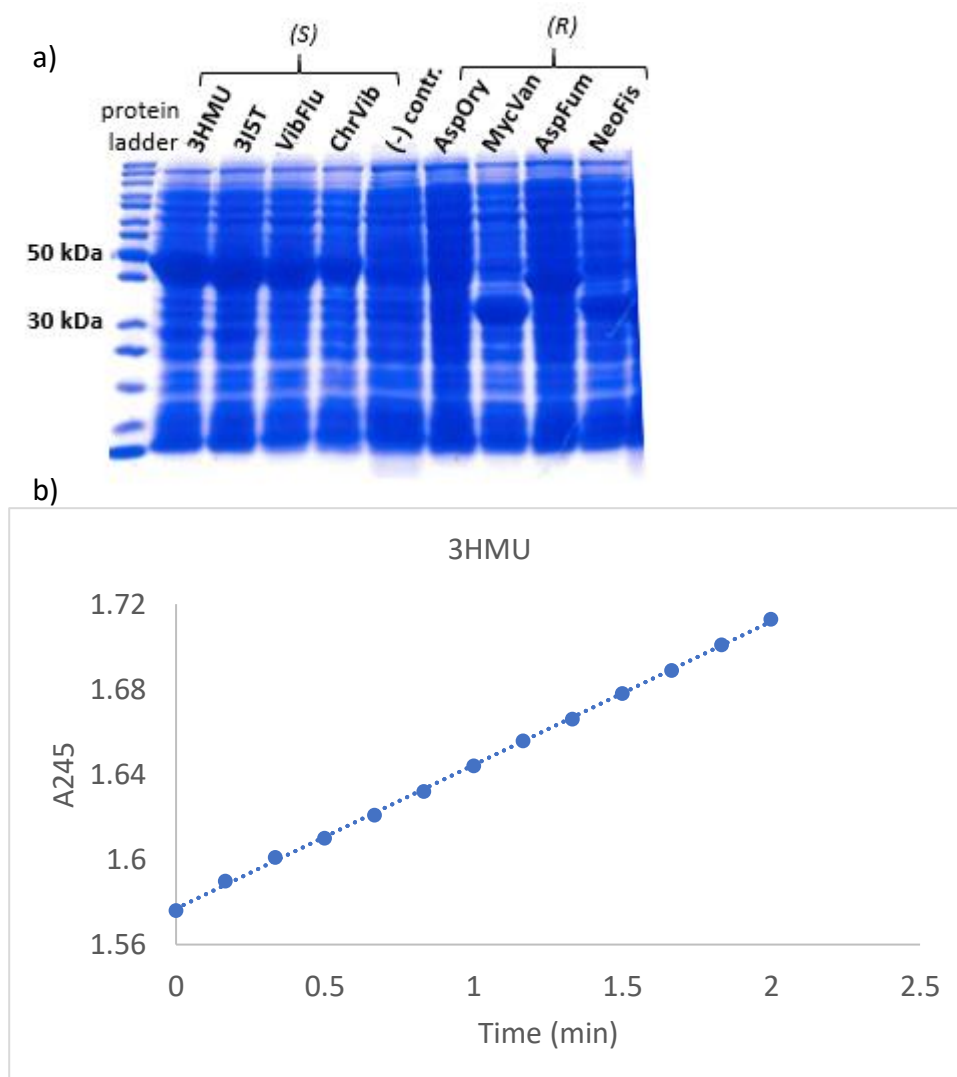 a)
(S)
(R)
protein
ladder
3HMU
3I5T
VibFlu
ChrVib
(-) contr.
AspOry
MycVan
AspFum
NeoFis
50 kDa
30 kDa
b)
3HMU
1.72
1.68
1.64
1.6
1.56
A245
0 0.5 1 1.5 2 2.5
Time (min)